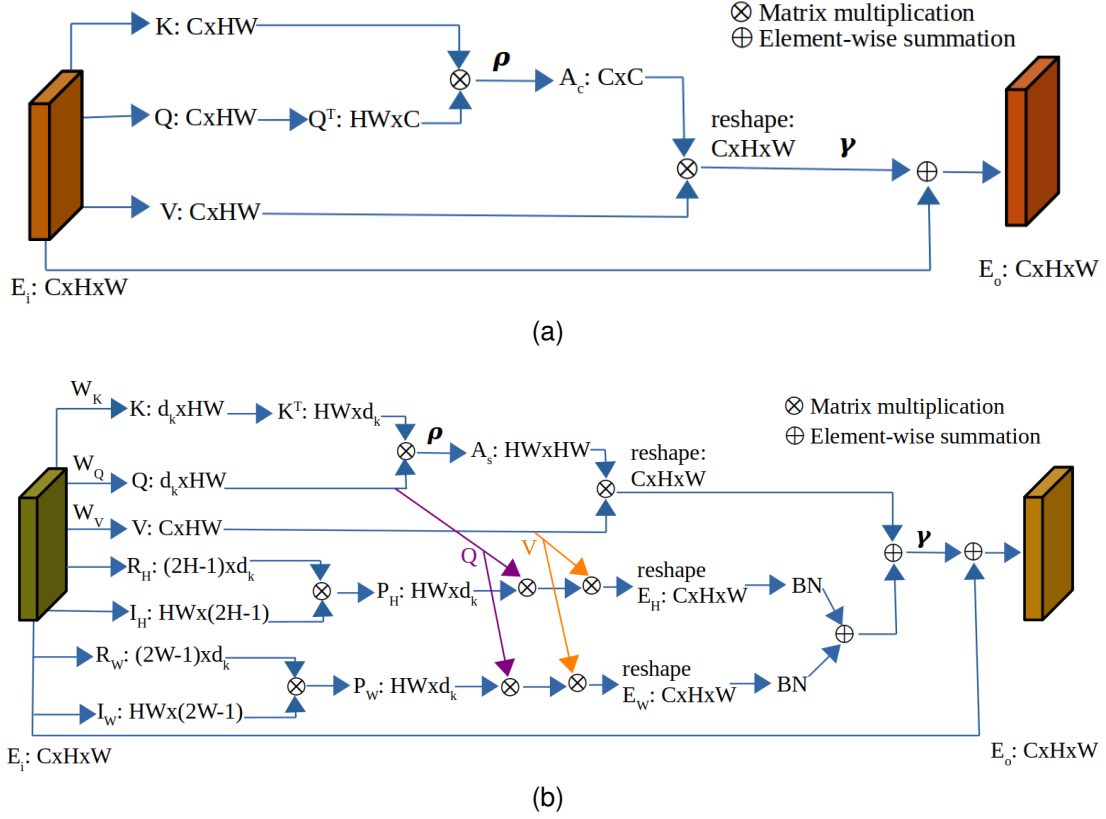 ⊗ Matrix multiplication
⊕ Element-wise summation
K: CxHW
ρ
A_c: CxC
Q: CxHW
Q^T: HWxC
reshape:
CxHxW
γ
V: CxHW
E_i: CxHxW
E_o: CxHxW
(a)
W_K
K: d_kxHW
K^T: HWxd_k
⊗ Matrix multiplication
⊕ Element-wise summation
ρ
A_s: HWxHW
reshape:
CxHxW
W_Q
Q: d_kxHW
W_V
V: CxHW
γ
Q
V
R_H: (2H-1)xd_k
P_H: HWxd_k
reshape
E_H: CxHxW
BN
I_H: HWx(2H-1)
R_W: (2W-1)xd_k
P_W: HWxd_k
reshape
E_W: CxHxW
BN
I_W: HWx(2W-1)
E_i: CxHxW
E_o: CxHxW
(b)